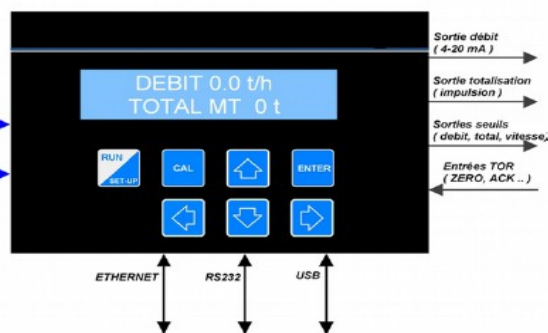 DEBIT 0.0 t/h
TOTAL MT 0 t
RUN
SET-UP
CAL
ENTER
Sortie débit
( 4-20 mA )
Sortie totalisation
( impulsion )
Sorties seuils
( debit, total, vitesse)
Entrées TOR
( ZERO, ACK .. )
ETHERNET
RS232
USB